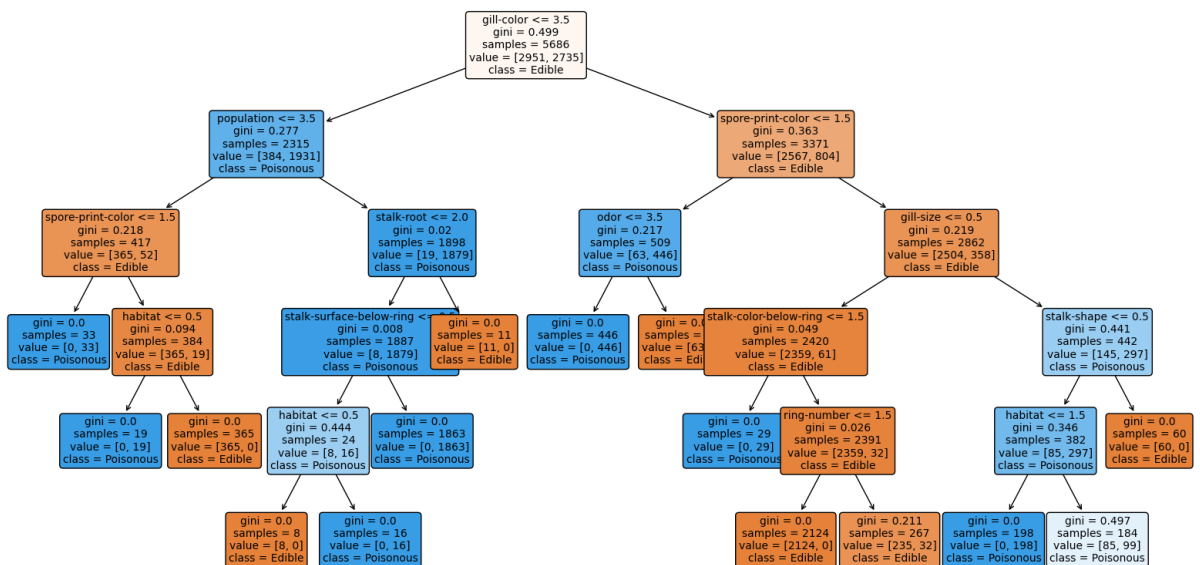 gill-color <= 3.5
gini = 0.499
samples = 5686
value = [2951, 2735]
class = Edible
population <= 3.5
gini = 0.277
samples = 2315
value = [384, 1931]
class = Poisonous
spore-print-color <= 1.5
gini = 0.363
samples = 3371
value = [2567, 804]
class = Edible
spore-print-color <= 1.5
gini = 0.218
samples = 417
value = [365, 52]
class = Edible
stalk-root <= 2.0
gini = 0.02
samples = 1898
value = [19, 1879]
class = Poisonous
odor <= 3.5
gini = 0.217
samples = 509
value = [63, 446]
class = Poisonous
gill-size <= 0.5
gini = 0.219
samples = 2862
value = [2504, 358]
class = Edible
gini = 0.0
samples = 33
value = [0, 33]
class = Poisonous
habitat <= 0.5
gini = 0.094
samples = 384
value = [365, 19]
class = Edible
stalk-surface-below-ring <=
gini = 0.008
samples = 1887
value = [8, 1879]
class = Poisonous
gini = 0.0
samples = 11
value = [11, 0]
class = Edible
gini = 0.0
samples = 446
value = [0, 446]
class = Poisonous
gini =
samples
value = [63
class =
stalk-color-below-ring <= 1.5
gini = 0.049
samples = 2420
value = [2359, 61]
class = Edible
stalk-shape <= 0.5
gini = 0.441
samples = 442
value = [145, 297]
class = Poisonous
gini = 0.0
samples = 19
value = [0, 19]
class = Poisonous
gini = 0.0
samples = 365
value = [365, 0]
class = Edible
habitat <= 0.5
gini = 0.444
samples = 24
value = [8, 16]
class = Poisonous
gini = 0.0
samples = 1863
value = [0, 1863]
class = Poisonous
gini = 0.0
samples = 29
value = [0, 29]
class = Poisonous
ring-number <= 1.5
gini = 0.026
samples = 2391
value = [2359, 32]
class = Edible
habitat <= 1.5
gini = 0.346
samples = 382
value = [85, 297]
class = Poisonous
gini = 0.0
samples = 60
value = [60, 0]
class = Edible
gini = 0.0
samples = 8
value = [8, 0]
class = Edible
gini = 0.0
samples = 16
value = [0, 16]
class = Poisonous
gini = 0.0
samples = 2124
value = [2124, 0]
class = Edible
gini = 0.211
samples = 267
value = [235, 32]
class = Edible
gini = 0.0
samples = 198
value = [0, 198]
class = Poisonous
gini = 0.497
samples = 184
value = [85, 99]
class = Poisonous